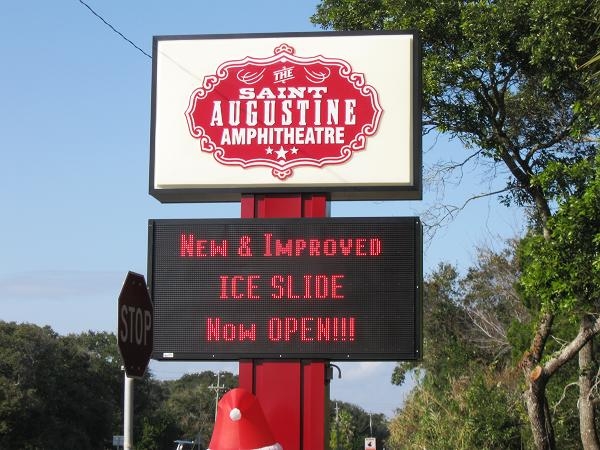 THE
SAINT
AUGUSTINE
AMPHITHEATRE
New & Improved
ICE SLIDE
Now OPEN!!!
STOP